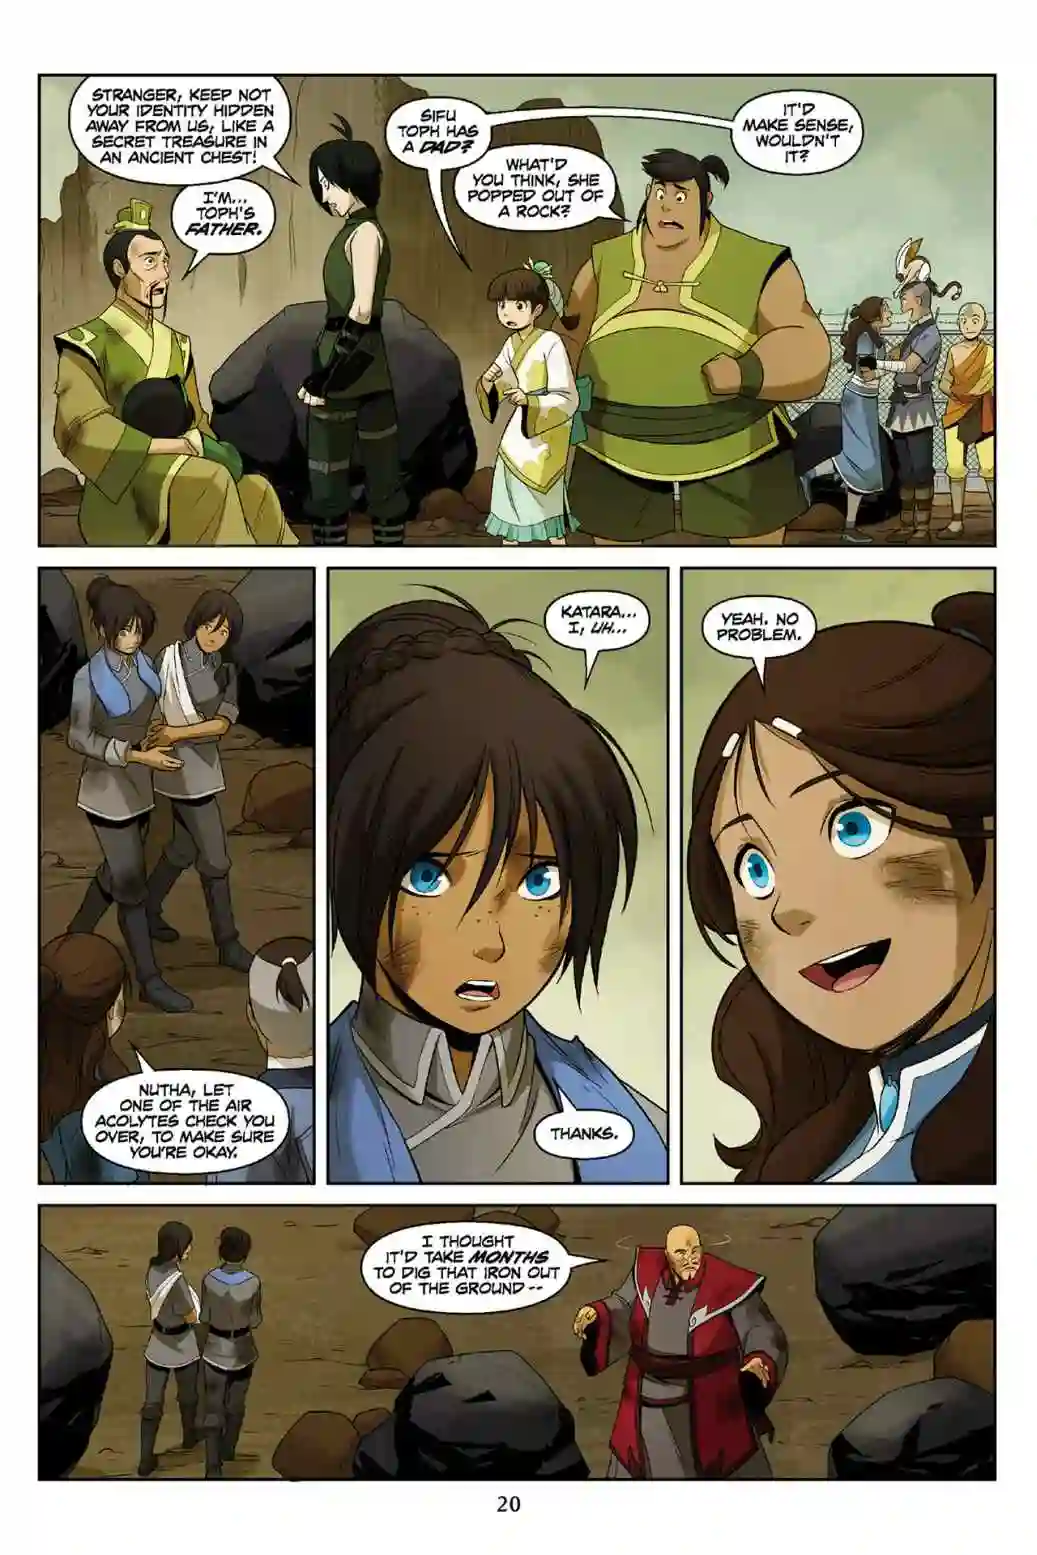 STRANGER, KEEP NOT
YOUR IDENTITY HIDDEN
AWAY FROM US, LIKE A
SECRET TREASURE IN
AN ANCIENT CHEST!
I'M...
TOPH'S
FATHER.
SIFU
TOPH HAS
A DAD?
WHAT'D
YOU THINK, SHE
POPPED OUT OF
A ROCK?
IT'D
MAKE SENSE,
WOULDN'T
IT?
NUTHA, LET
ONE OF THE AIR
ACOLYTES CHECK YOU
OVER, TO MAKE SURE
YOU'RE OKAY.
KATARA...
I, UH...
THANKS.
YEAH. NO
PROBLEM.
I THOUGHT
IT'D TAKE MONTHS
TO DIG THAT IRON OUT
OF THE GROUND--
20